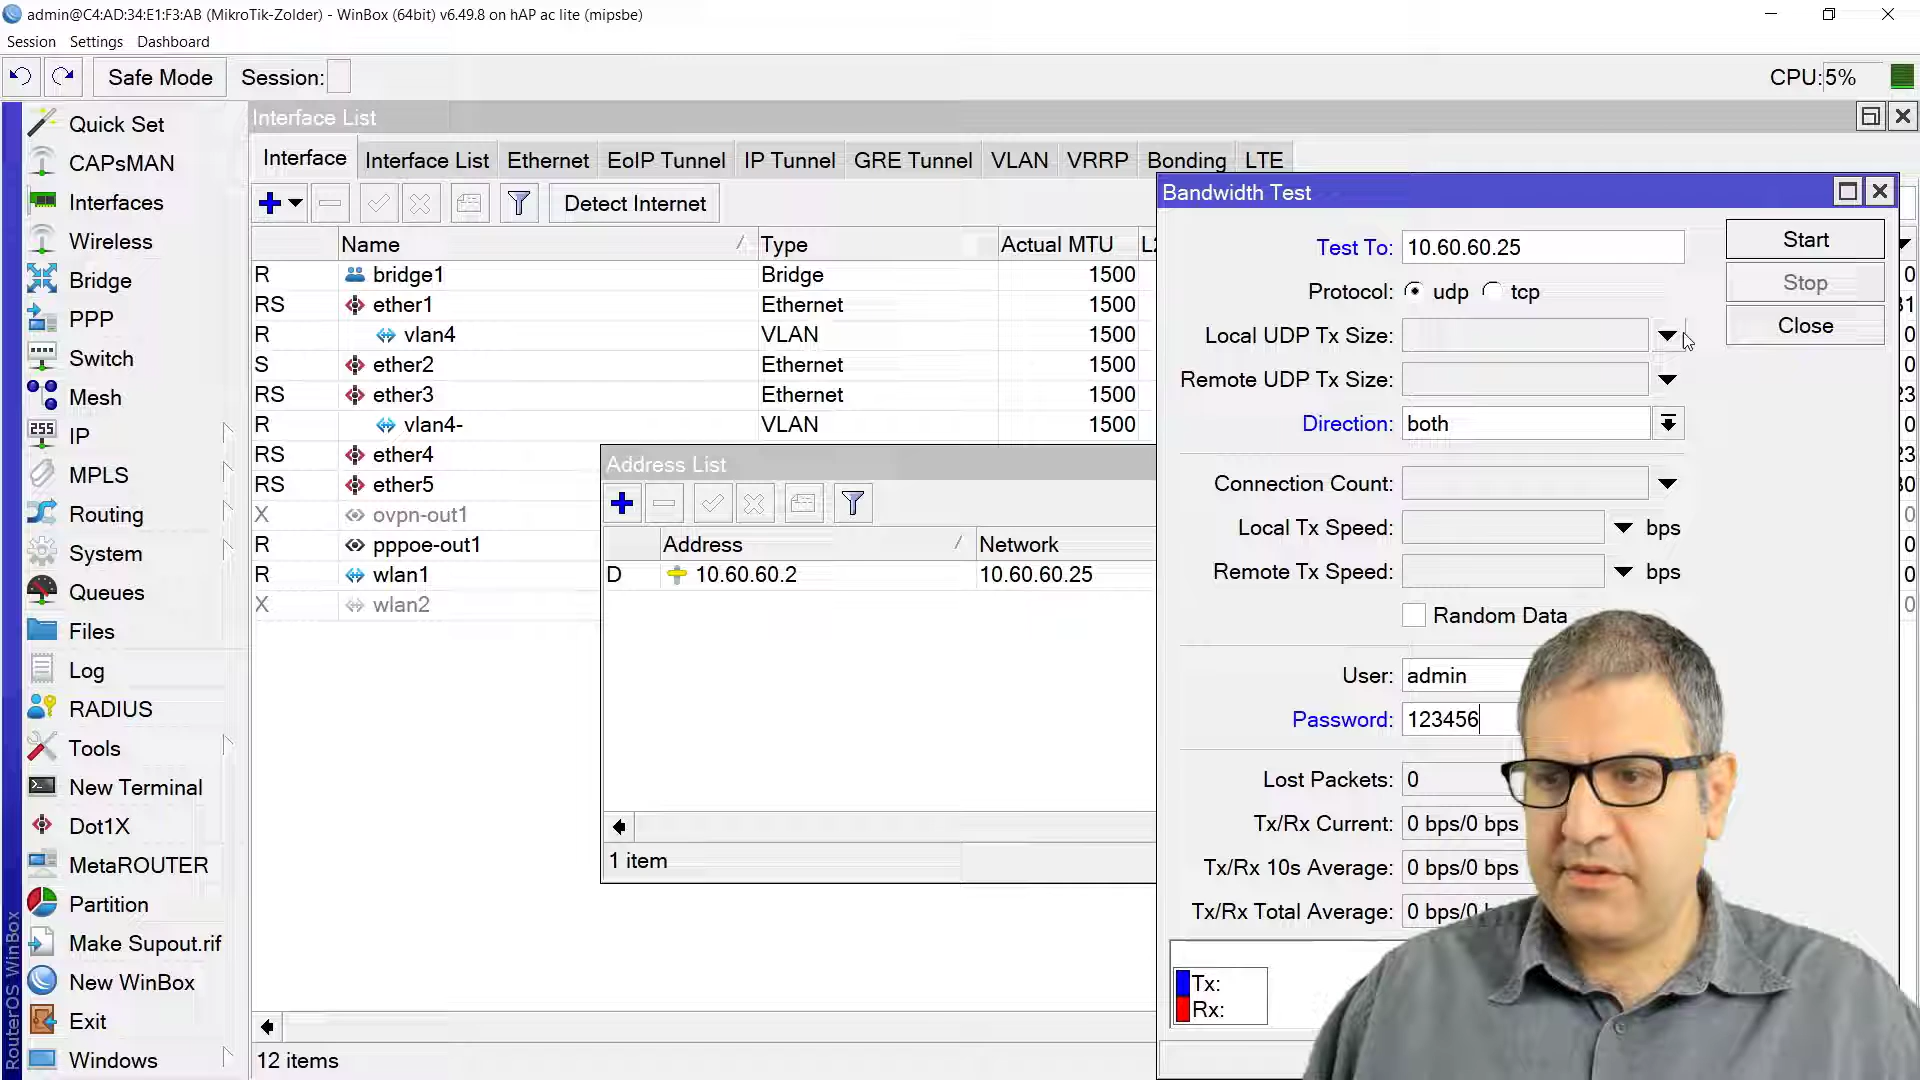 admin@C4:AD:34:E1:F3:AB (MikroTik-Zolder) - WinBox (64bit) v6.49.8 on hAP ac lite (mipsbe)
Session Settings Dashboard
Safe Mode Session: CPU: 5%
Quick Set
CAPsMAN
Interfaces
Wireless
Bridge
PPP
Switch
Mesh
IP
MPLS
Routing
System
Queues
Files
Log
RADIUS
Tools
New Terminal
Dot1X
MetaROUTER
Partition
Make Supout.rif
New WinBox
Exit
Windows
RouterOS WinBox
Interface List
Interface Interface List Ethernet EoIP Tunnel IP Tunnel GRE Tunnel VLAN VRRP Bonding LTE
Detect Internet
Name Type Actual MTU
R bridge1 Bridge 1500
RS ether1 Ethernet 1500
R vlan4 VLAN 1500
S ether2 Ethernet 1500
RS ether3 Ethernet 1500
R vlan4- VLAN 1500
RS ether4
RS ether5
X ovpn-out1
R pppoe-out1
R wlan1
X wlan2
12 items
Address List
Address Network
D 10.60.60.2 10.60.60.25
1 item
Bandwidth Test
Test To: 10.60.60.25
Protocol: udp tcp
Local UDP Tx Size:
Remote UDP Tx Size:
Direction: both
Connection Count:
Local Tx Speed: bps
Remote Tx Speed: bps
Random Data
User: admin
Password: 123456
Lost Packets: 0
Tx/Rx Current: 0 bps/0 bps
Tx/Rx 10s Average: 0 bps/0 bps
Tx/Rx Total Average: 0 bps/0
Tx:
Rx:
Start
Stop
Close